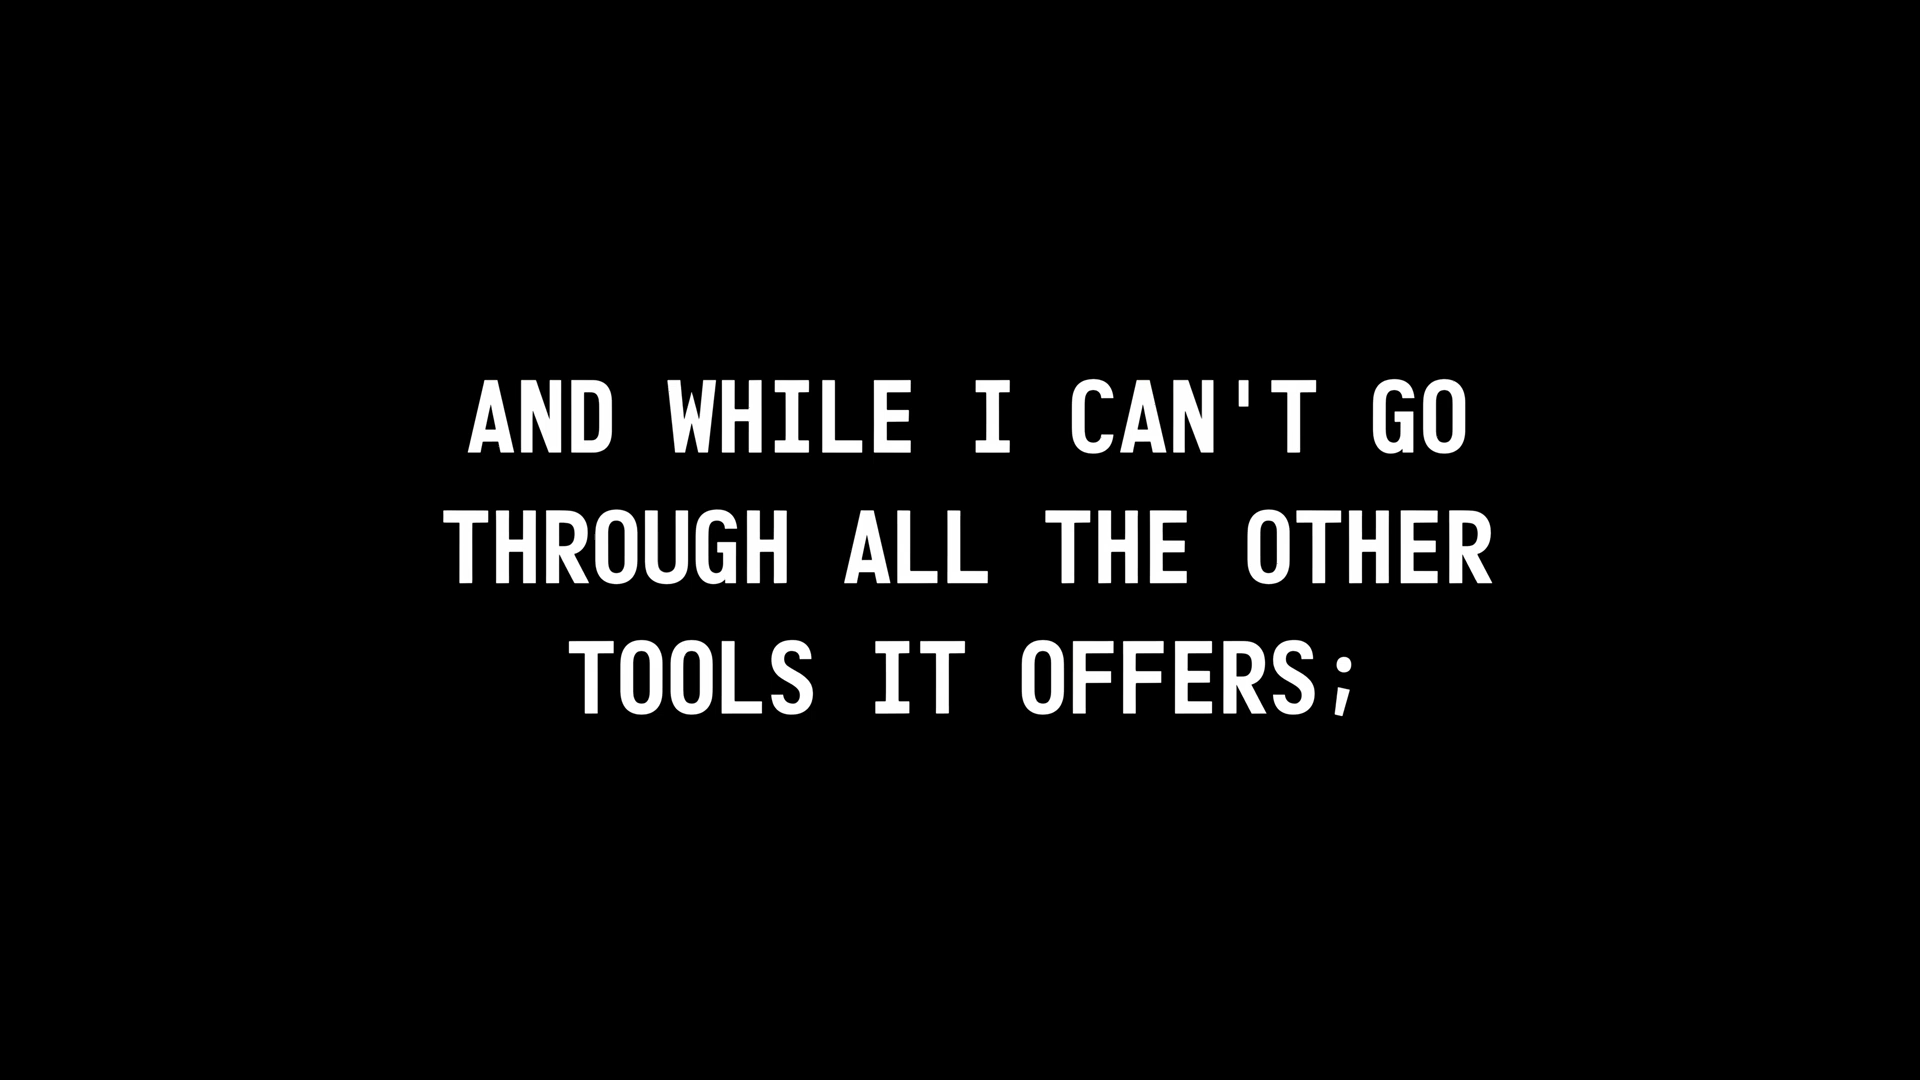 AND WHILE I CAN'T GO
THROUGH ALL THE OTHER
TOOLS IT OFFERS;